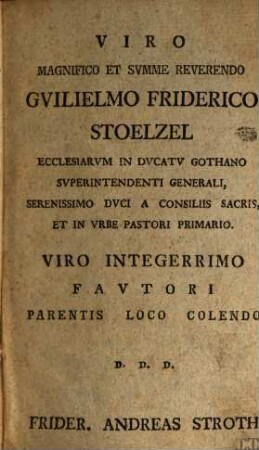 VIRO
MAGNIFICO ET SVMME REVERENDO
GVILIELMO FRIDERICO
STOELZEL
ECCLESIARVM IN DVCATV GOTHANO
SVPERINTENDENTI GENERALI,
SERENISSIMO DVCI A CONSILIIS SACRIS,
ET IN VRBE PASTORI PRIMARIO.
VIRO INTEGERRIMO
FAVTORI
PARENTIS LOCO COLENDO
D. D. D.
FRIDER. ANDREAS STROTH